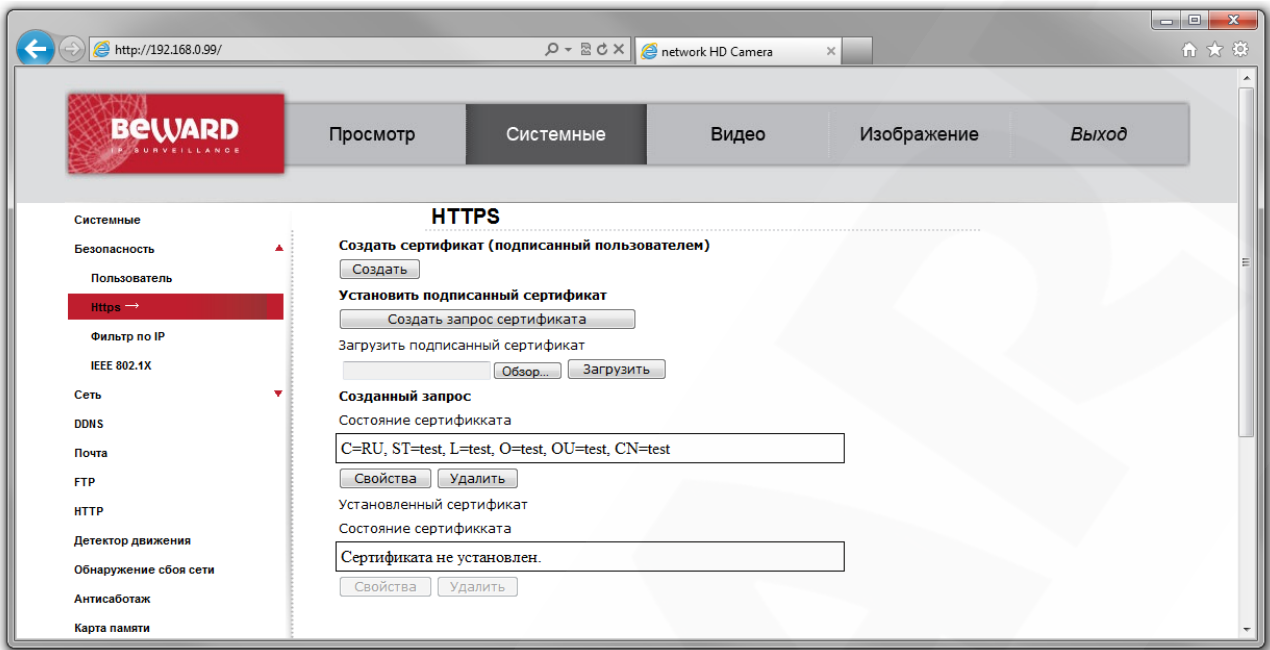 http://192.168.0.99/
network HD Camera
BEWARD
IP SURVEILLANCE
Просмотр
Системные
Видео
Изображение
Выход
Системные
Безопасность
Пользователь
Https →
Фильтр по IP
IEEE 802.1X
Сеть
DDNS
Почта
FTP
HTTP
Детектор движения
Обнаружение сбоя сети
Антисаботаж
Карта памяти
HTTPS
Создать сертификат (подписанный пользователем)
Создать
Установить подписанный сертификат
Создать запрос сертификата
Загрузить подписанный сертификат
Обзор... Загрузить
Созданный запрос
Состояние сертифкката
C=RU, ST=test, L=test, O=test, OU=test, CN=test
Свойства Удалить
Установленный сертификат
Состояние сертифкката
Сертификата не установлен.
Свойства Удалить